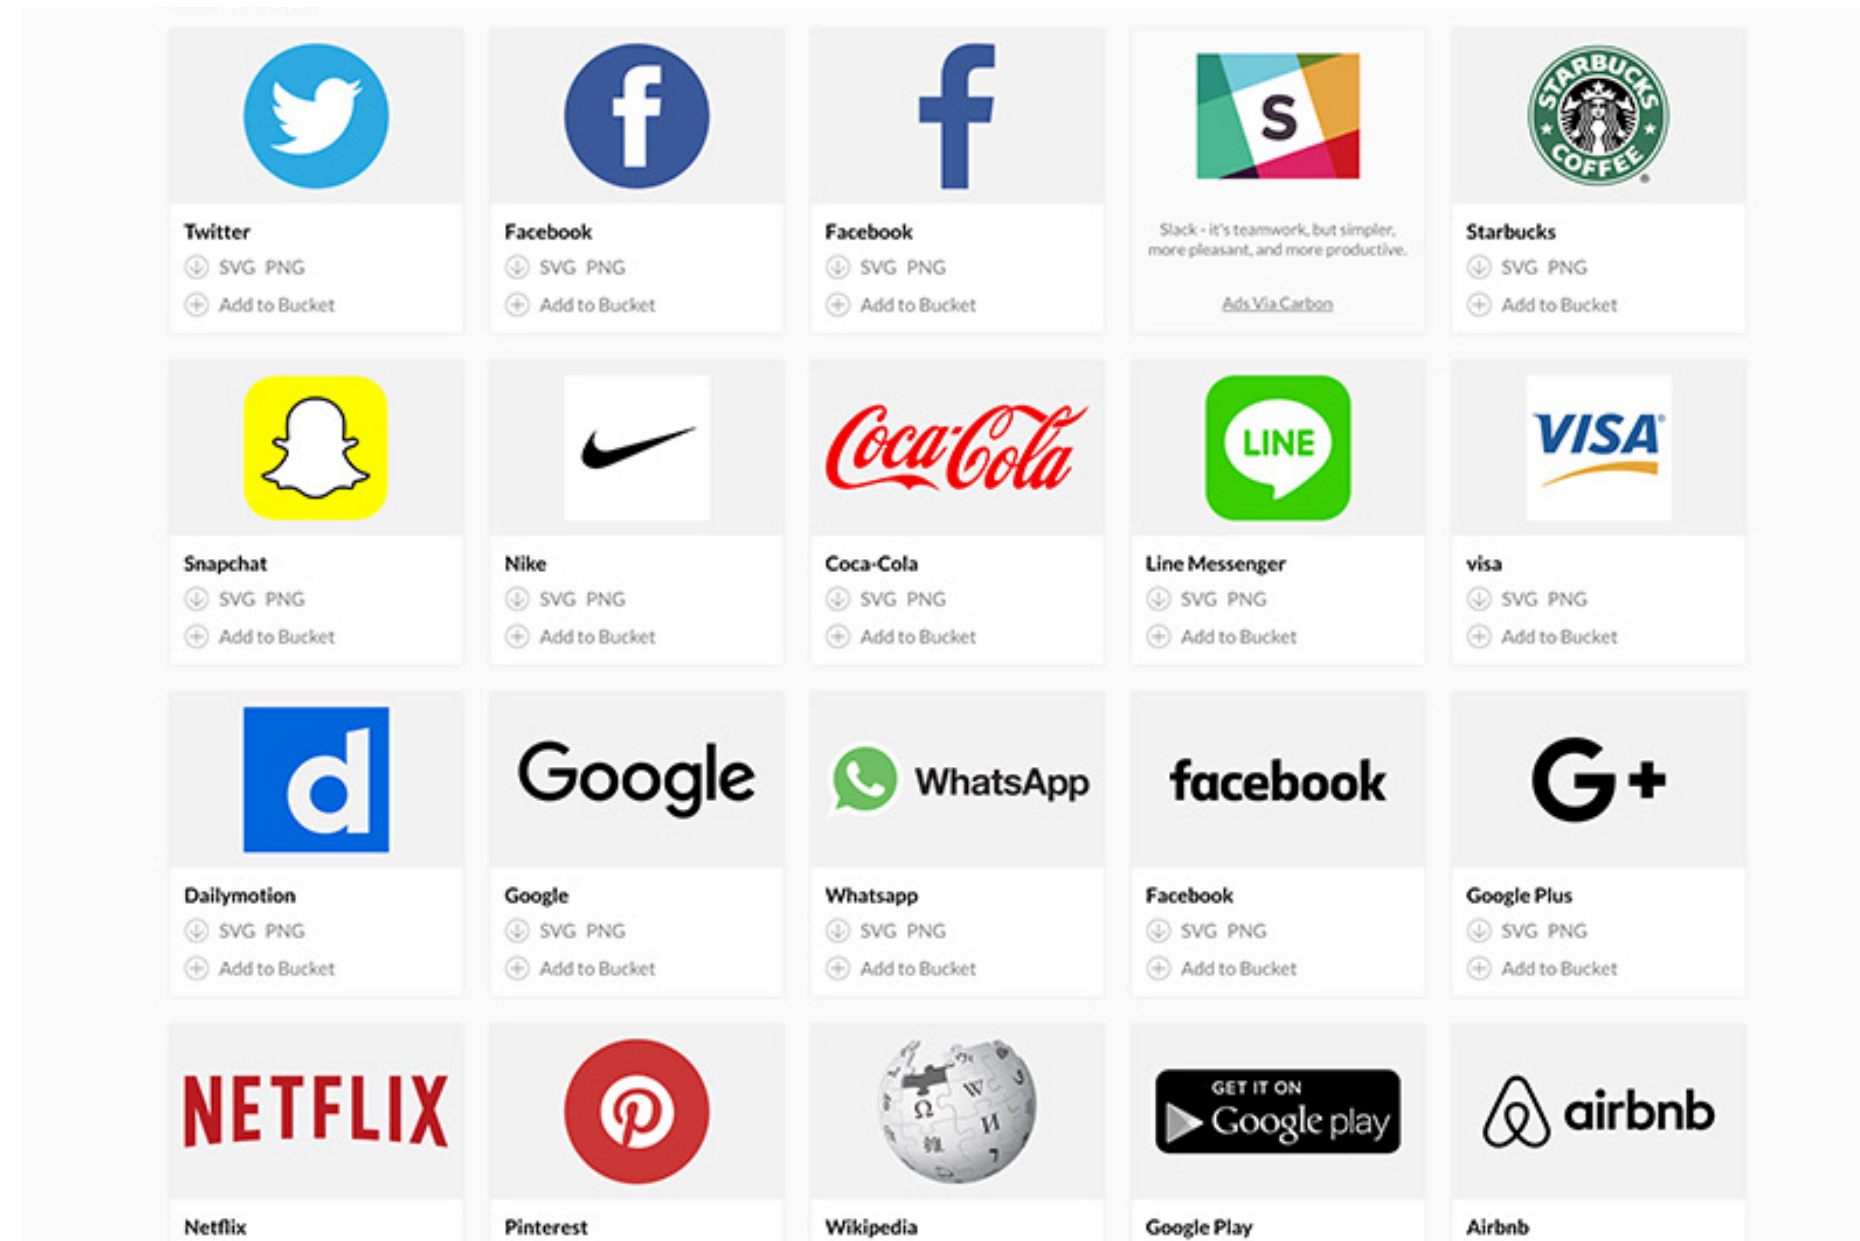 f
f
S
STARBUCKS
COFFEE
®
Twitter
SVG PNG
Add to Bucket
Facebook
SVG PNG
Add to Bucket
Facebook
SVG PNG
Add to Bucket
Slack - it's teamwork, but simpler,
more pleasant, and more productive.
Ads Via Carbon
Starbucks
SVG PNG
Add to Bucket
Coca-Cola
LINE
VISA®
Snapchat
SVG PNG
Add to Bucket
Nike
SVG PNG
Add to Bucket
Coca-Cola
SVG PNG
Add to Bucket
Line Messenger
SVG PNG
Add to Bucket
visa
SVG PNG
Add to Bucket
d
Google
WhatsApp
facebook
G+
Dailymotion
SVG PNG
Add to Bucket
Google
SVG PNG
Add to Bucket
Whatsapp
SVG PNG
Add to Bucket
Facebook
SVG PNG
Add to Bucket
Google Plus
SVG PNG
Add to Bucket
NETFLIX
P
W
Ω
И
GET IT ON
Google play
airbnb
Netflix
Pinterest
Wikipedia
Google Play
Airbnb